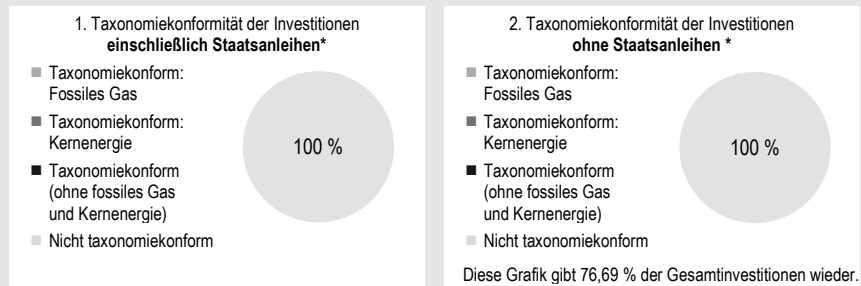 1. Taxonomiekonformität der Investitionen
einschließlich Staatsanleihen*
Taxonomiekonform:
Fossiles Gas
Taxonomiekonform:
Kernenergie
Taxonomiekonform
(ohne fossiles Gas
und Kernenergie)
Nicht taxonomiekonform
100 %
2. Taxonomiekonformität der Investitionen
ohne Staatsanleihen *
Taxonomiekonform:
Fossiles Gas
Taxonomiekonform:
Kernenergie
Taxonomiekonform
(ohne fossiles Gas
und Kernenergie)
Nicht taxonomiekonform
100 %
Diese Grafik gibt 76,69 % der Gesamtinvestitionen wieder.